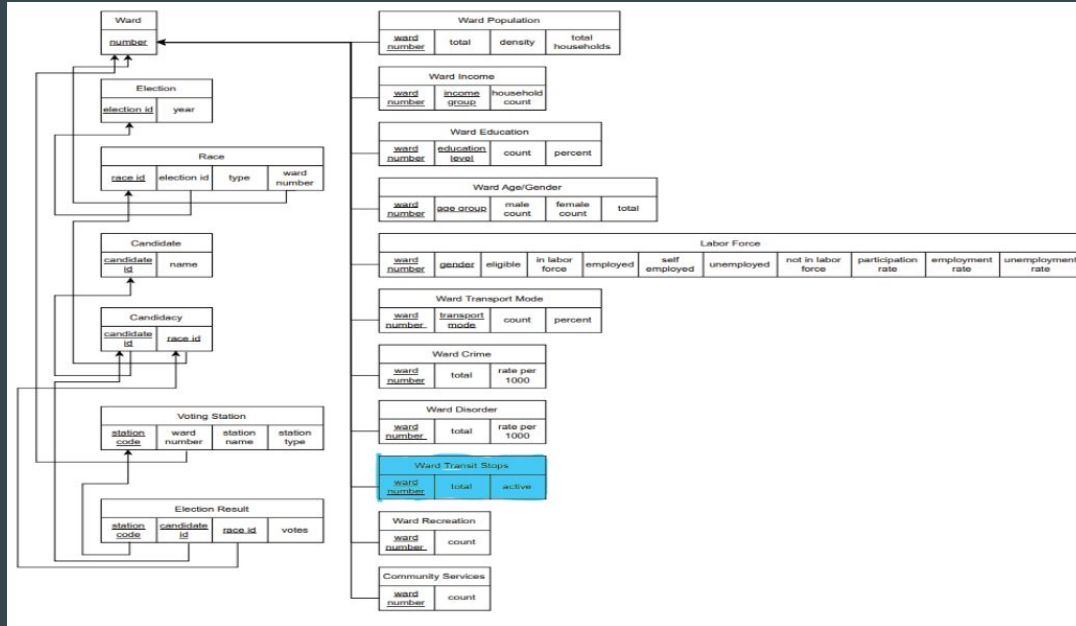 Ward
number
Election
election id year
Race
race id election id type ward number
Candidate
candidate id name
Candidacy
candidate id race id
Voting Station
station code ward number station name station type
Election Result
station code candidate id race id votes
Ward Population
ward number total density total households
Ward Income
ward number income group household count
Ward Education
ward number education level count percent
Ward Age/Gender
ward number age group male count female count total
Labor Force
ward number gender eligible in labor force employed self employed unemployed not in labor force participation rate employment rate unemployment rate
Ward Transport Mode
ward number transport mode count percent
Ward Crime
ward number total rate per 1000
Ward Disorder
ward number total rate per 1000
Ward Transit Stops
ward number total active
Ward Recreation
ward number count
Community Services
ward number count